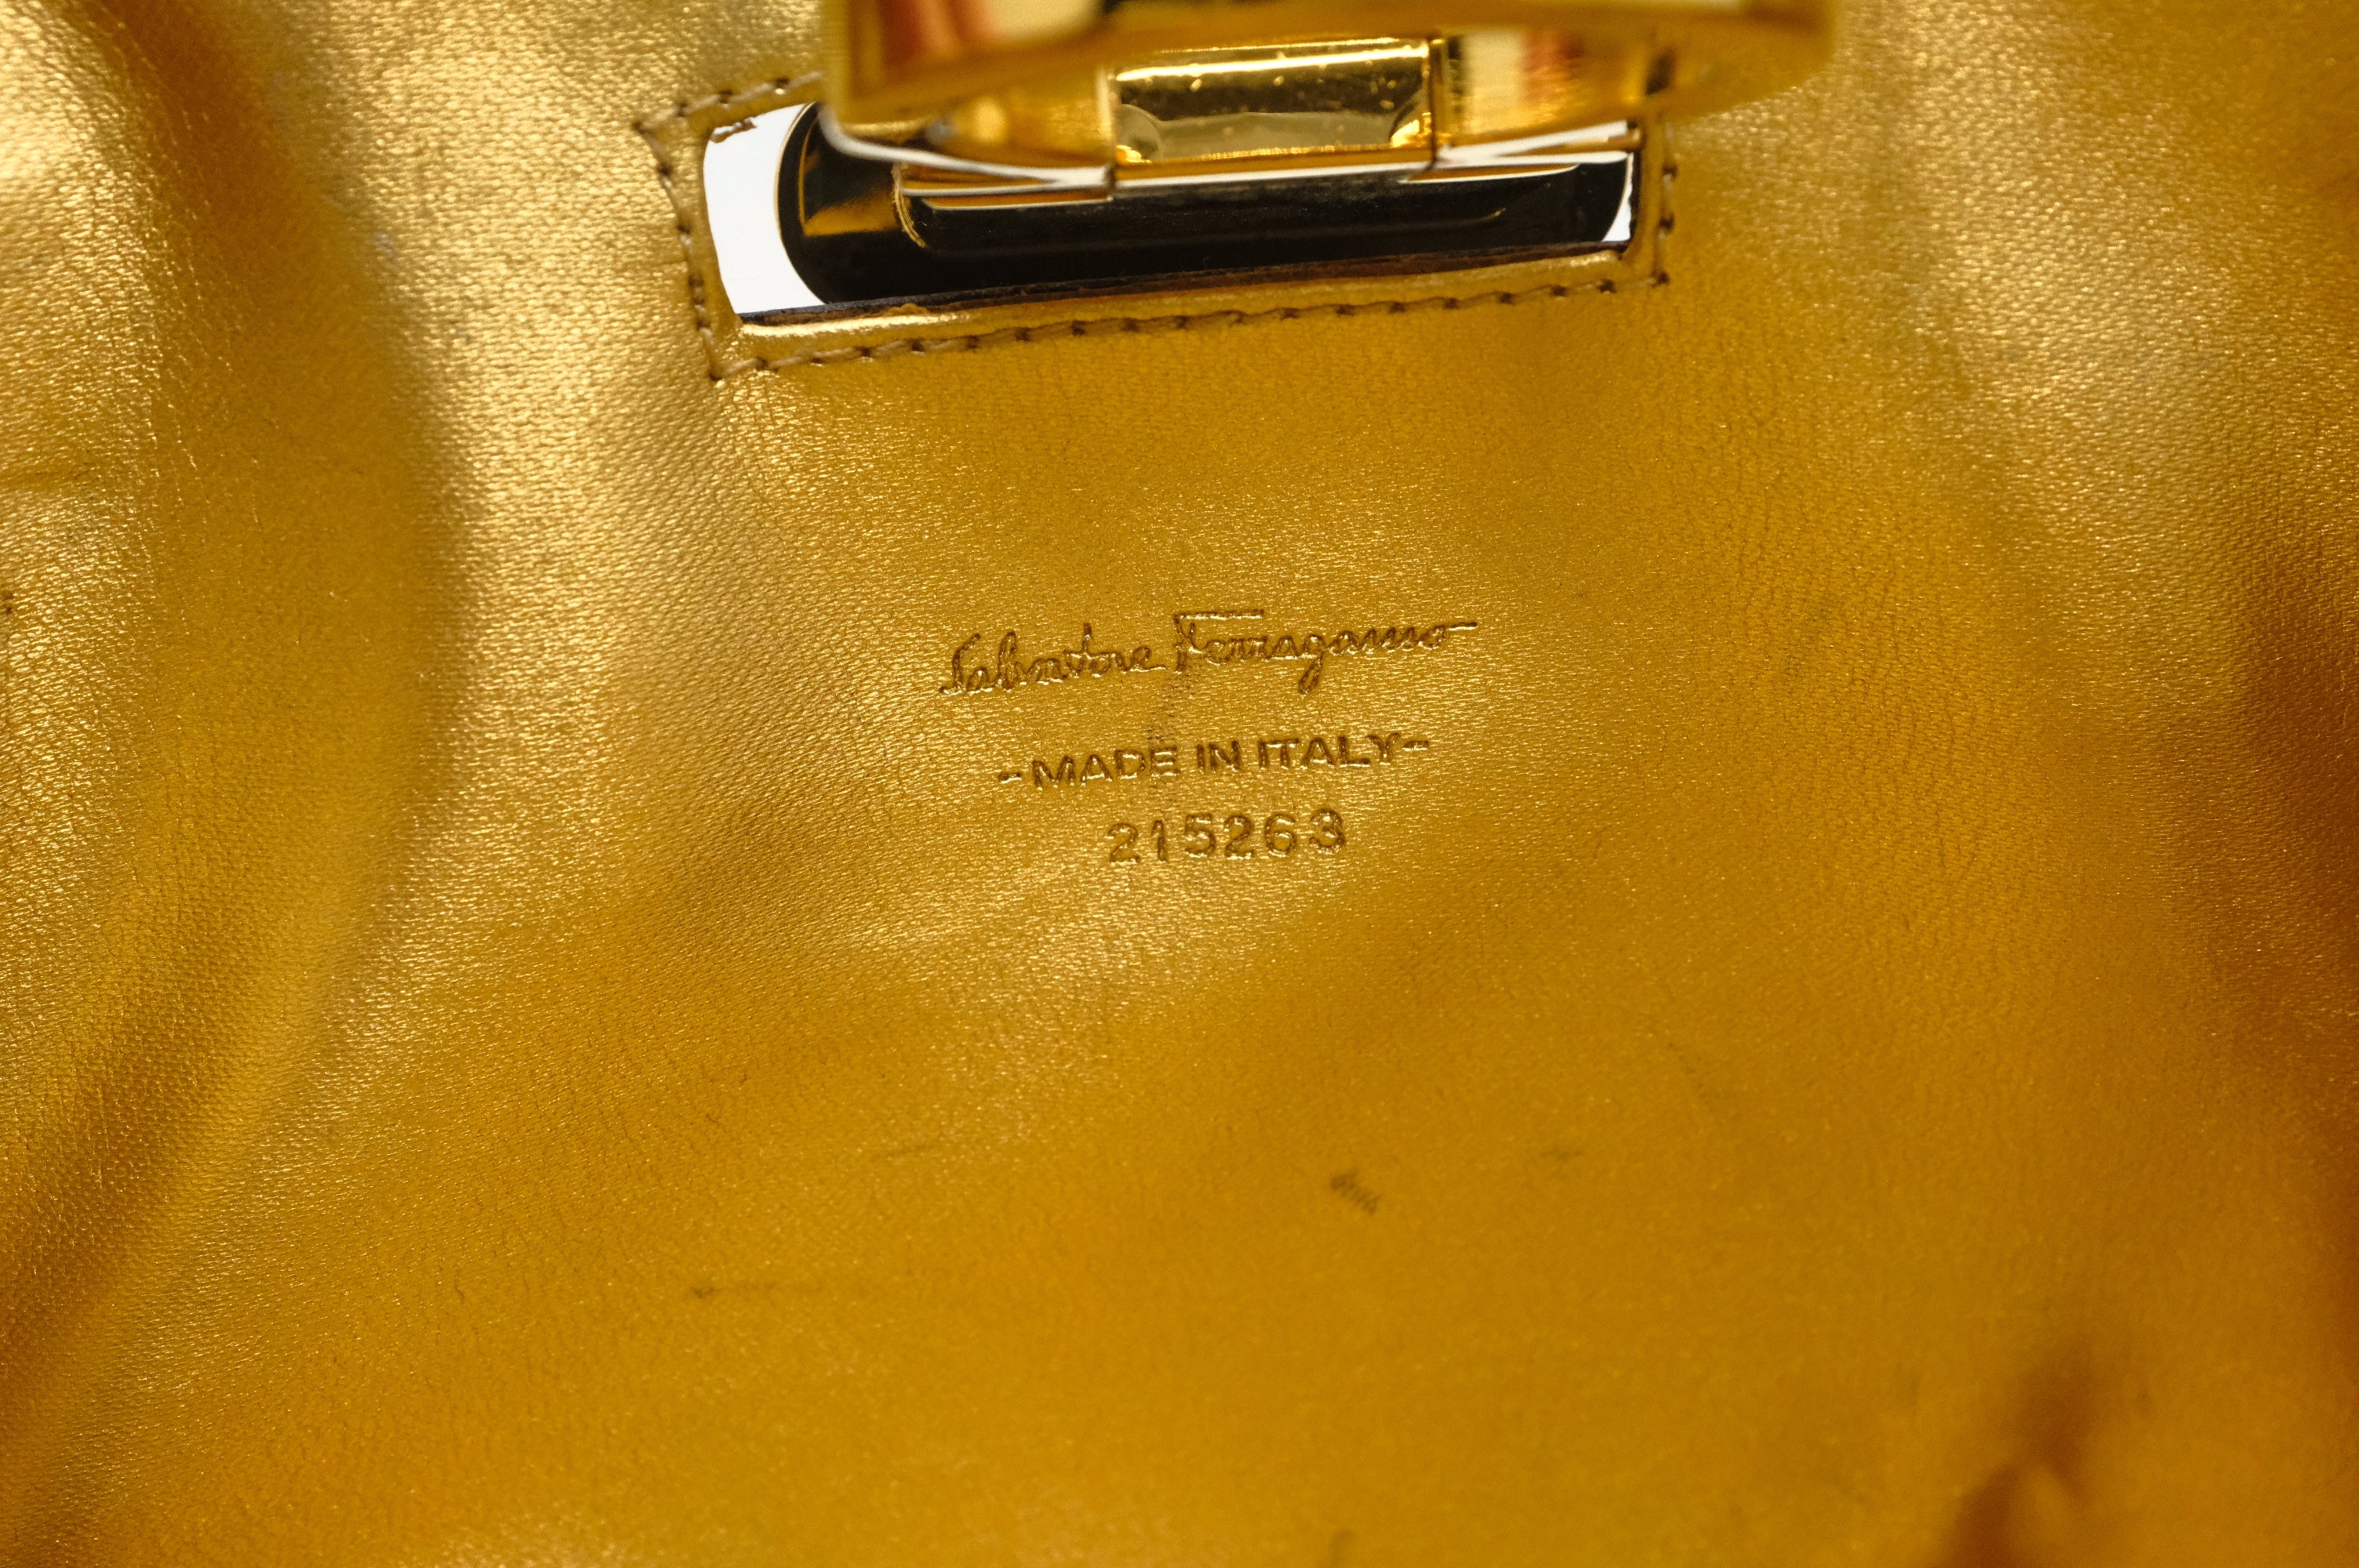 Salvatore Ferragamo
-MADE IN ITALY-
215263